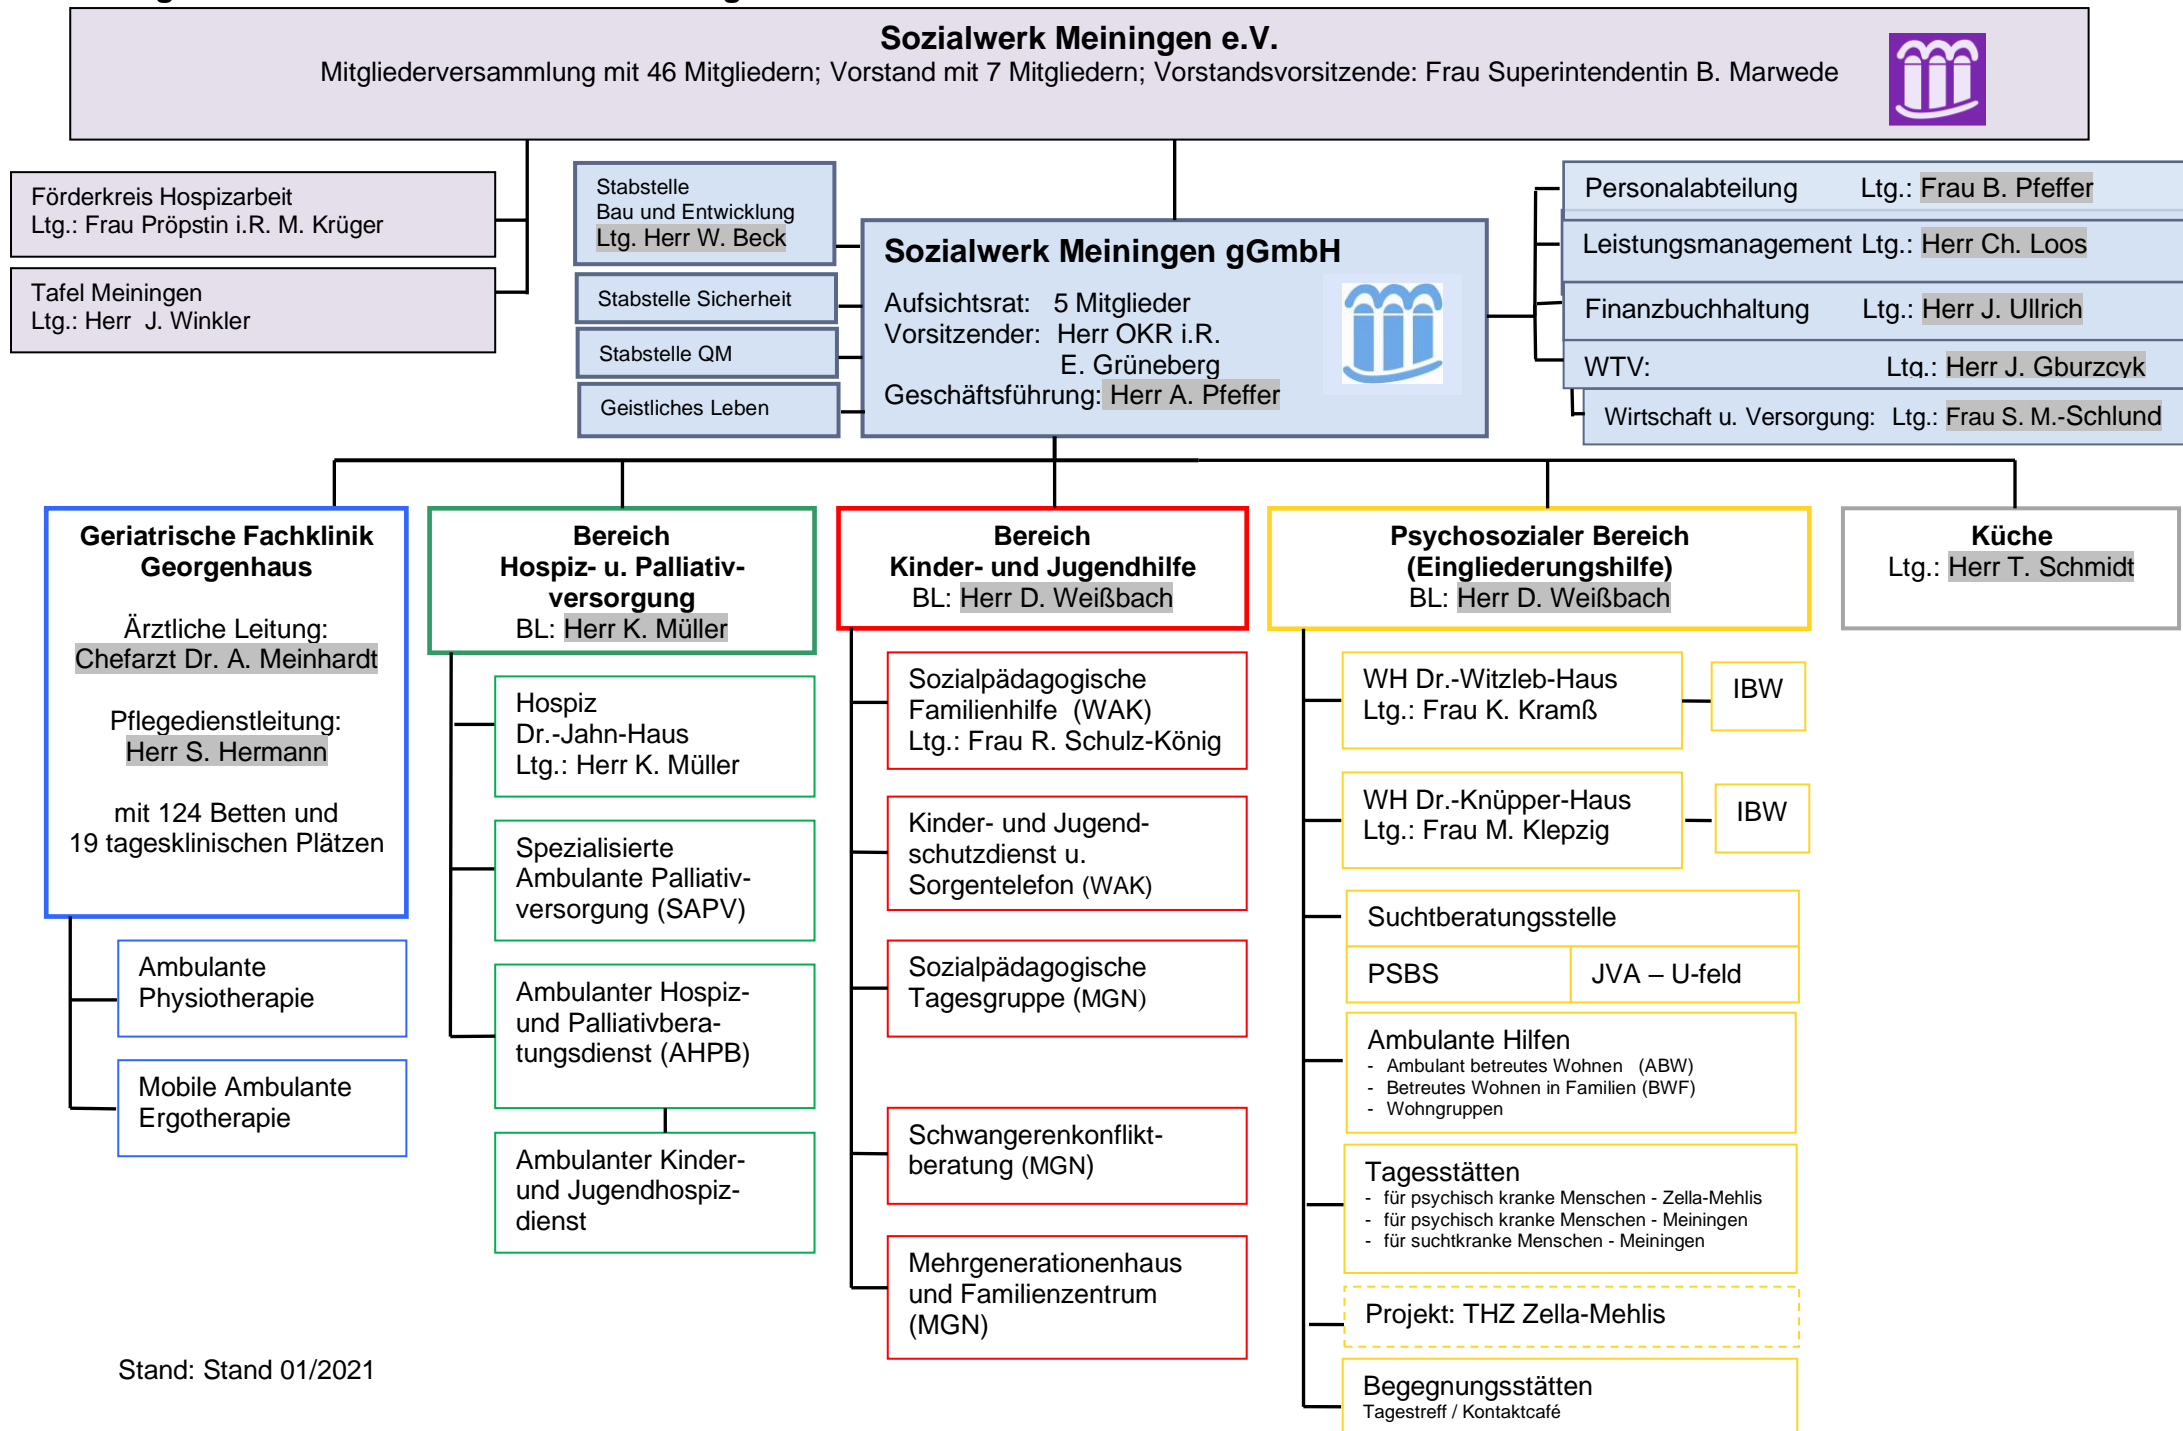 Sozialwerk Meiningen e.V.
Mitgliederversammlung mit 46 Mitgliedern; Vorstand mit 7 Mitgliedern; Vorstandsvorsitzende: Frau Superintendentin B. Marwede
Förderkreis Hospizarbeit
Ltg.: Frau Pröpstin i.R. M. Krüger
Tafel Meiningen
Ltg.: Herr J. Winkler
Stabstelle
Bau und Entwicklung
Ltg. Herr W. Beck
Stabstelle Sicherheit
Stabstelle QM
Geistliches Leben
Sozialwerk Meiningen gGmbH
Aufsichtsrat: 5 Mitglieder
Vorsitzender: Herr OKR i.R.
E. Grüneberg
Geschäftsführung: Herr A. Pfeffer
Personalabteilung Ltg.: Frau B. Pfeffer
Leistungsmanagement Ltg.: Herr Ch. Loos
Finanzbuchhaltung Ltg.: Herr J. Ullrich
WTV: Ltg.: Herr J. Gburzcyk
Wirtschaft u. Versorgung: Ltg.: Frau S. M.-Schlund
Geriatrische Fachklinik
Georgenhaus
Ärztliche Leitung:
Chefarzt Dr. A. Meinhardt
Pflegedienstleitung:
Herr S. Hermann
mit 124 Betten und
19 tagesklinischen Plätzen
Ambulante
Physiotherapie
Mobile Ambulante
Ergotherapie
Bereich
Hospiz- u. Palliativ-
versorgung
BL: Herr K. Müller
Hospiz
Dr.-Jahn-Haus
Ltg.: Herr K. Müller
Spezialisierte
Ambulante Palliativ-
versorgung (SAPV)
Ambulanter Hospiz-
und Palliativbera-
tungsdienst (AHPB)
Ambulanter Kinder-
und Jugendhospiz-
dienst
Bereich
Kinder- und Jugendhilfe
BL: Herr D. Weißbach
Sozialpädagogische
Familienhilfe (WAK)
Ltg.: Frau R. Schulz-König
Kinder- und Jugend-
schutzdienst u.
Sorgentelefon (WAK)
Sozialpädagogische
Tagesgruppe (MGN)
Schwangerenkonflikt-
beratung (MGN)
Mehrgenerationenhaus
und Familienzentrum
(MGN)
Psychosozialer Bereich
(Eingliederungshilfe)
BL: Herr D. Weißbach
WH Dr.-Witzleb-Haus
Ltg.: Frau K. Kramß
IBW
WH Dr.-Knüpper-Haus
Ltg.: Frau M. Klepzig
IBW
Suchtberatungsstelle
PSBS
JVA – U-feld
Ambulante Hilfen
- Ambulant betreutes Wohnen (ABW)
- Betreutes Wohnen in Familien (BWF)
- Wohngruppen
Tagesstätten
- für psychisch kranke Menschen - Zella-Mehlis
- für psychisch kranke Menschen - Meiningen
- für suchtkranke Menschen - Meiningen
Projekt: THZ Zella-Mehlis
Begegnungsstätten
Tagestreff / Kontaktcafé
Küche
Ltg.: Herr T. Schmidt
Stand: Stand 01/2021